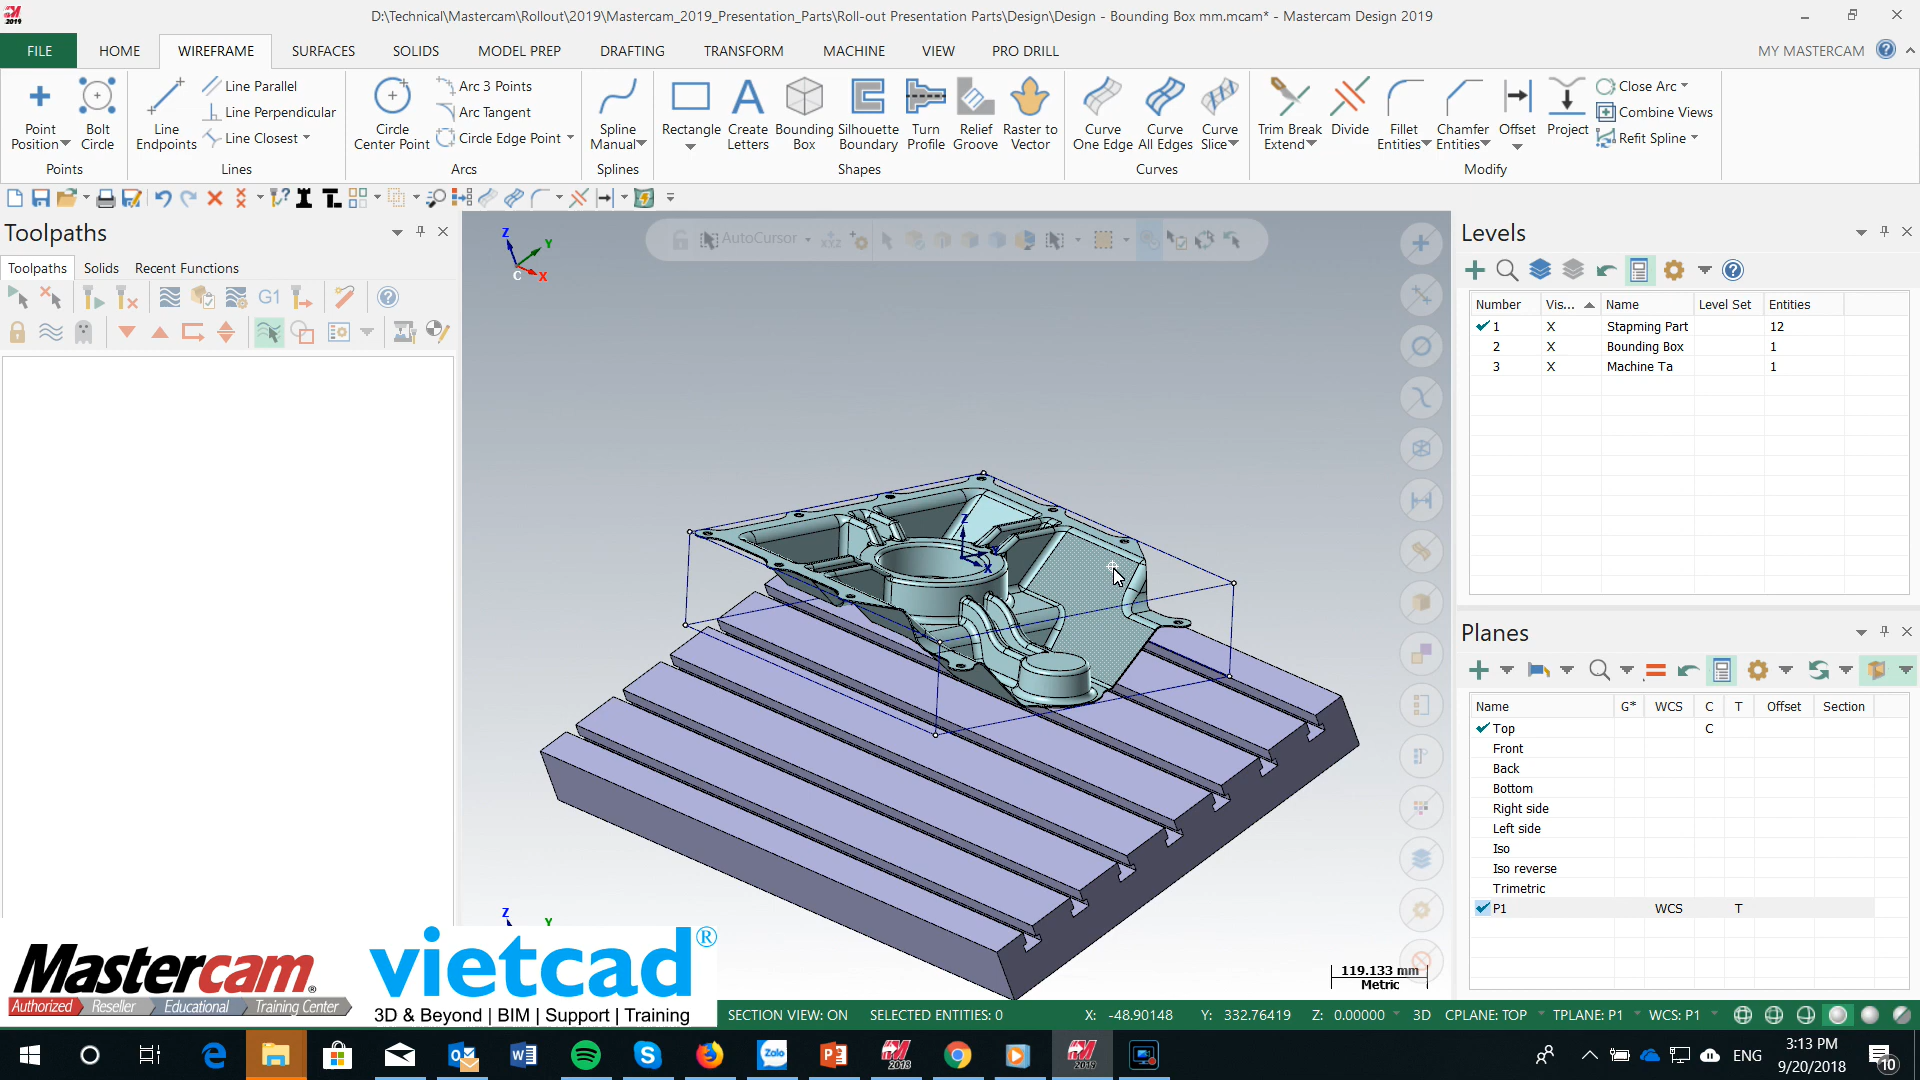 2019
D:\Technical\Mastercam\Rollout\2019\Mastercam_2019_Presentation_Parts\Roll-out Presentation Parts\Design\Design - Bounding Box mm.mcam* - Mastercam Design 2019
FILE HOME WIREFRAME SURFACES SOLIDS MODEL PREP DRAFTING TRANSFORM MACHINE VIEW PRO DRILL MY MASTERCAM
Point Position
Bolt Circle
Points
Line Endpoints
Line Parallel
Line Perpendicular
Line Closest
Lines
Circle Center Point
Arc 3 Points
Arc Tangent
Circle Edge Point
Arcs
Spline Manual
Splines
Rectangle
Create Letters
Bounding Box
Silhouette Boundary
Turn Profile
Relief Groove
Raster to Vector
Shapes
Curve One Edge
Curve All Edges
Curve Slice
Curves
Trim Break Extend
Divide
Fillet Entities
Chamfer Entities
Offset
Project
Close Arc
Combine Views
Refit Spline
Modify
Toolpaths
Toolpaths Solids Recent Functions
G1
AutoCursor
XYZ
Z Y C X
Z Y X
Z Y
119.133 mm
Metric
Levels
Number Vis... Name Level Set Entities
1 X Stapming Part 12
2 X Bounding Box 1
3 X Machine Ta 1
Planes
Name G* WCS C T Offset Section
Top C
Front
Back
Bottom
Right side
Left side
Iso
Iso reverse
Trimetric
P1 WCS T
Mastercam®
Authorized Reseller Educational Training Center
vietcad®
3D & Beyond | BIM | Support | Training
SECTION VIEW: ON SELECTED ENTITIES: 0 X: -48.90148 Y: 332.76419 Z: 0.00000 3D CPLANE: TOP TPLANE: P1 WCS: P1
Zalo
2018
2019
ENG
3:13 PM
9/20/2018
10